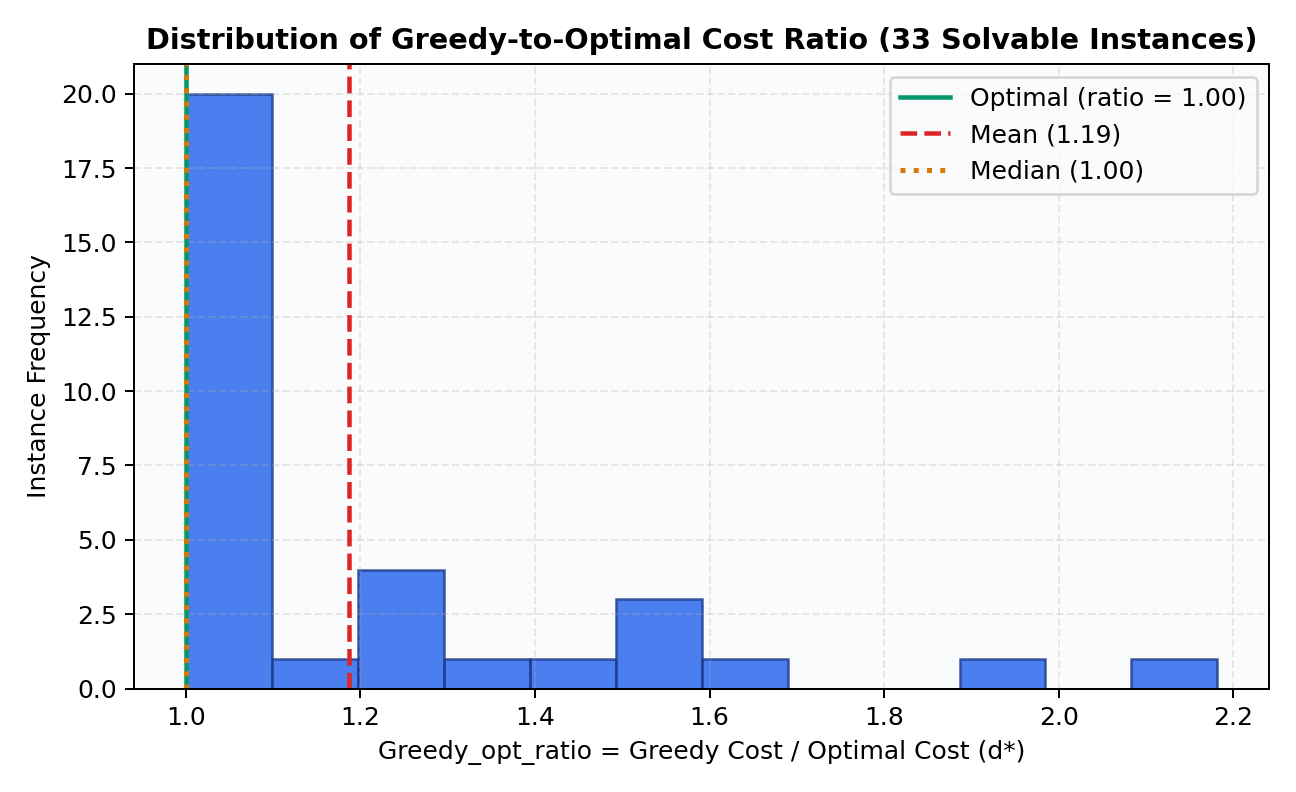 Distribution of Greedy-to-Optimal Cost Ratio (33 Solvable Instances)
Optimal (ratio = 1.00)
Mean (1.19)
Median (1.00)
Instance Frequency
20.0
17.5
15.0
12.5
10.0
7.5
5.0
2.5
0.0
1.0 1.2 1.4 1.6 1.8 2.0 2.2
Greedy_opt_ratio = Greedy Cost / Optimal Cost (d*)